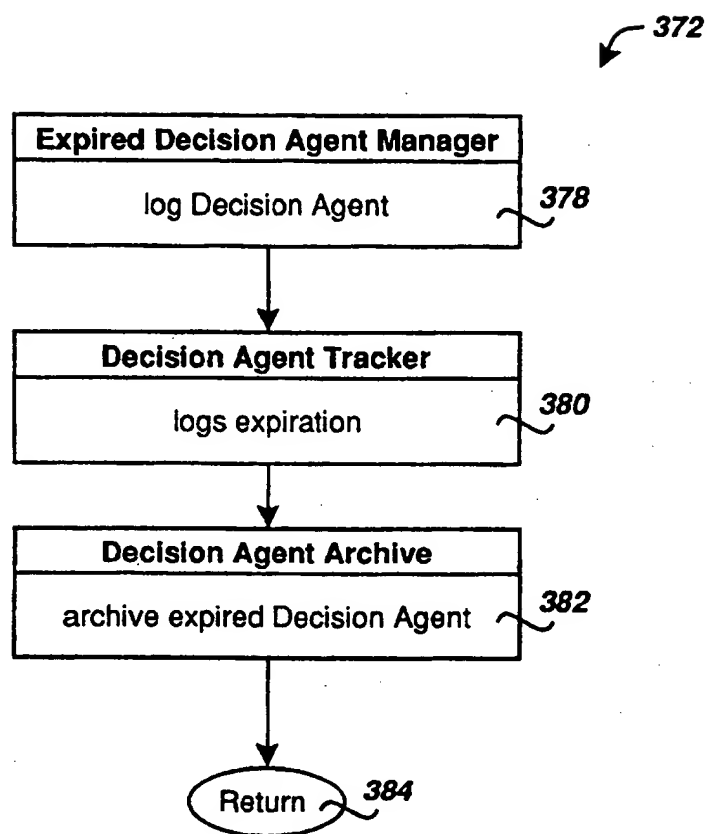 372
Expired Decision Agent Manager
log Decision Agent
378
Decision Agent Tracker
logs expiration
380
Decision Agent Archive
archive expired Decision Agent
382
Return
384